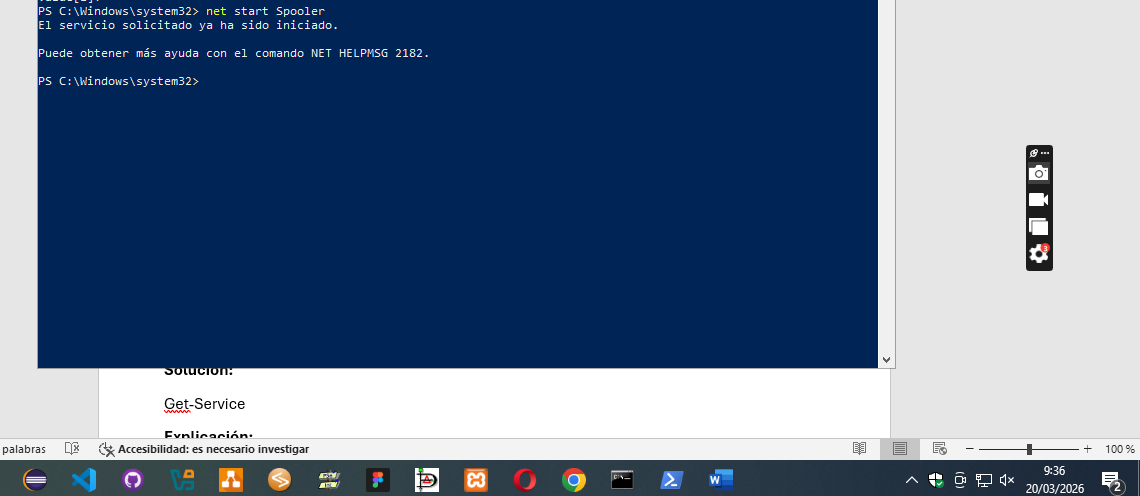 PS C:\Windows\system32> net start Spooler
El servicio solicitado ya ha sido iniciado.
Puede obtener más ayuda con el comando NET HELPMSG 2182.
PS C:\Windows\system32>
3
Solución:
Get-Service
Explicación:
palabras
Accesibilidad: es necesario investigar
100 %
9:36
20/03/2026
2